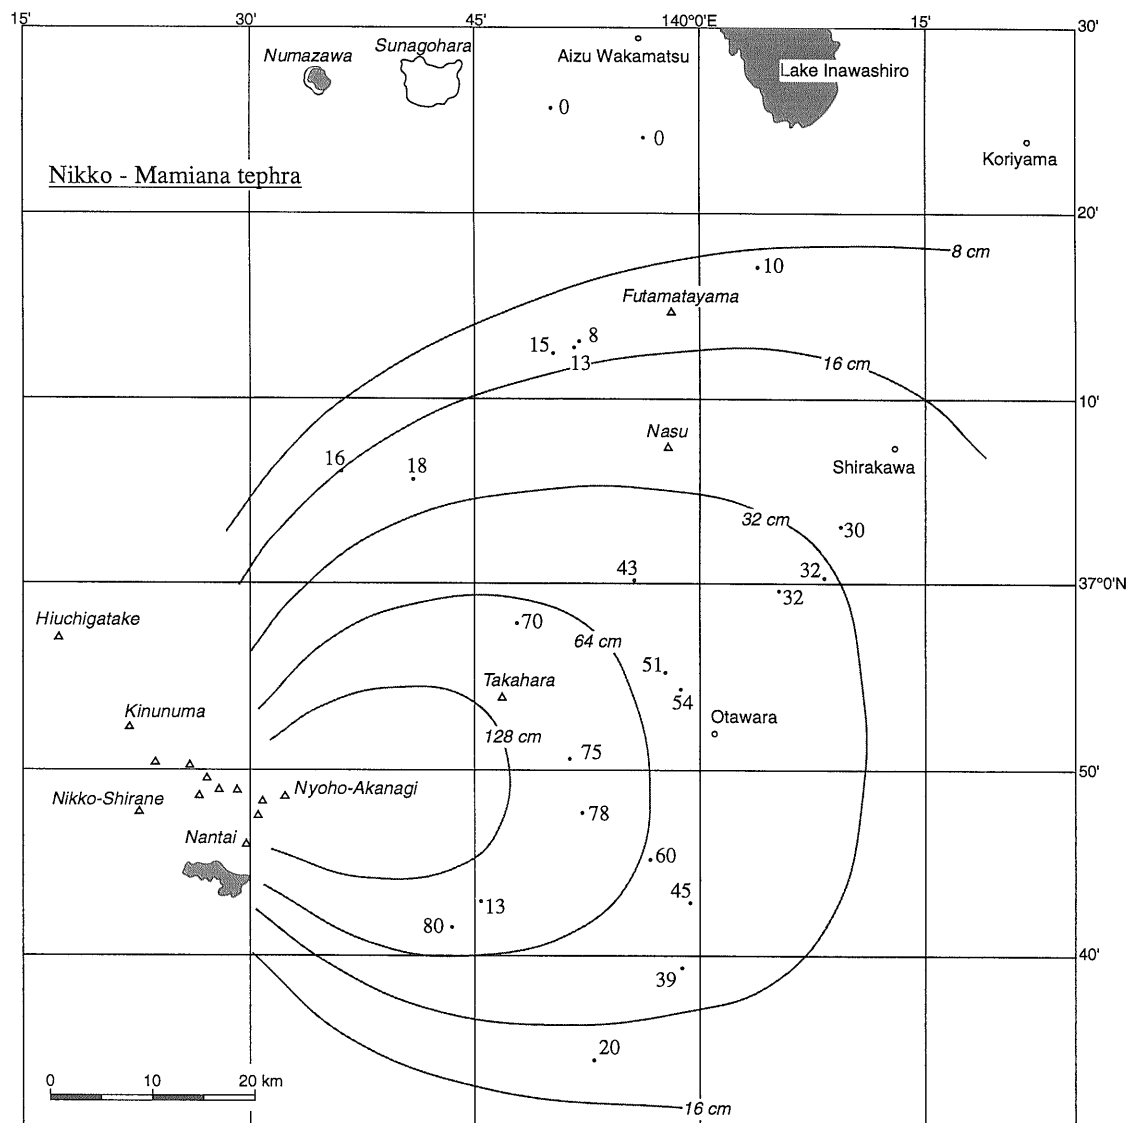 15' 30' 45' 140°0'E 15' 30'
Numazawa
Sunagohara
Aizu Wakamatsu
Lake Inawashiro
0
0
Koriyama
Nikko - Mamiana tephra
20'
8 cm
10
Futamatayama
15
8
13
16 cm
10'
Nasu
16
18
Shirakawa
32 cm
30
43
32
37°0'N
32
Hiuchigatake
70
64 cm
51
Takahara
54
Kinunuma
Otawara
128 cm
75
50'
Nikko-Shirane
Nyoho-Akanagi
78
Nantai
60
45
13
80
40'
39
20
0 10 20 km
16 cm